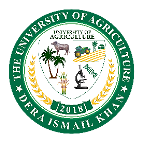 THE UNIVERSITY OF AGRICULTURE
UNIVERSITY OF
AGRICULTURE
2018
DERA ISMAIL KHAN